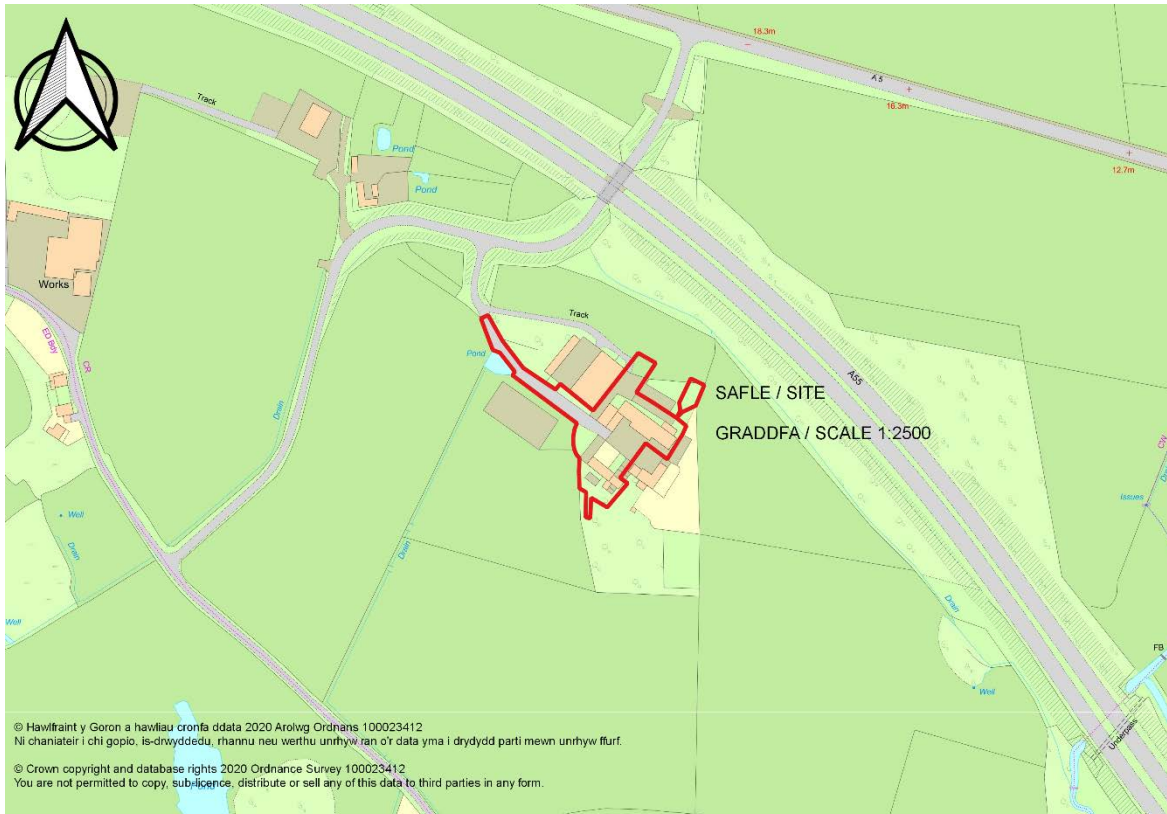 18.3m
A 5
16.3m
12.7m
Track
Pond
Pond
Works
ED Bdy
CR
Track
Pond
Drain
A55
SAFLE / SITE
GRADDFA / SCALE 1:2500
CW
Issues
Well
Drain
Drain
Well
Drain
Well
FB
Underpass
© Hawlfraint y Goron a hawliau cronfa ddata 2020 Arolwg Ordnans 100023412
Ni chaniateir i chi gopio, is-drwyddedu, rhannu neu werthu unrhyw ran o'r data yma i drydydd parti mewn unrhyw ffurf.
© Crown copyright and database rights 2020 Ordnance Survey 100023412
You are not permitted to copy, sub-licence, distribute or sell any of this data to third parties in any form.